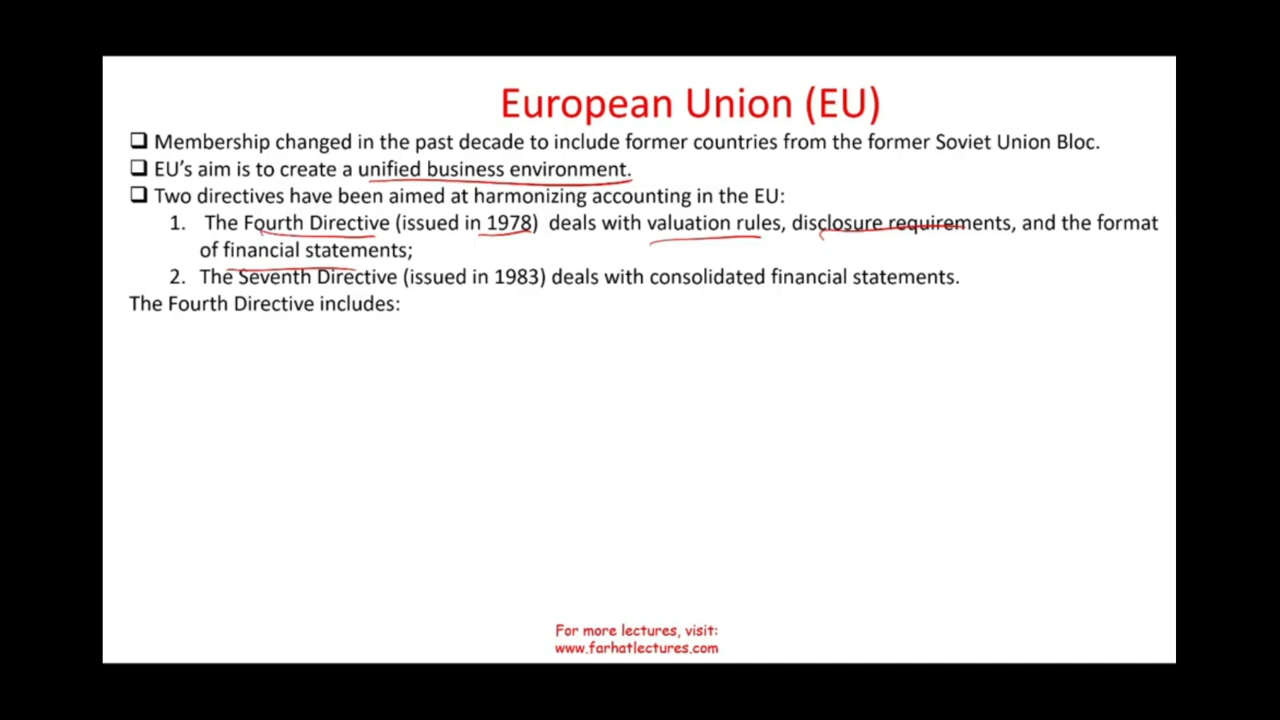 European Union (EU)
Membership changed in the past decade to include former countries from the former Soviet Union Bloc.
EU's aim is to create a unified business environment.
Two directives have been aimed at harmonizing accounting in the EU:
1. The Fourth Directive (issued in 1978) deals with valuation rules, disclosure requirements, and the format
of financial statements;
2. The Seventh Directive (issued in 1983) deals with consolidated financial statements.
The Fourth Directive includes:
For more lectures, visit:
www.farhatlectures.com